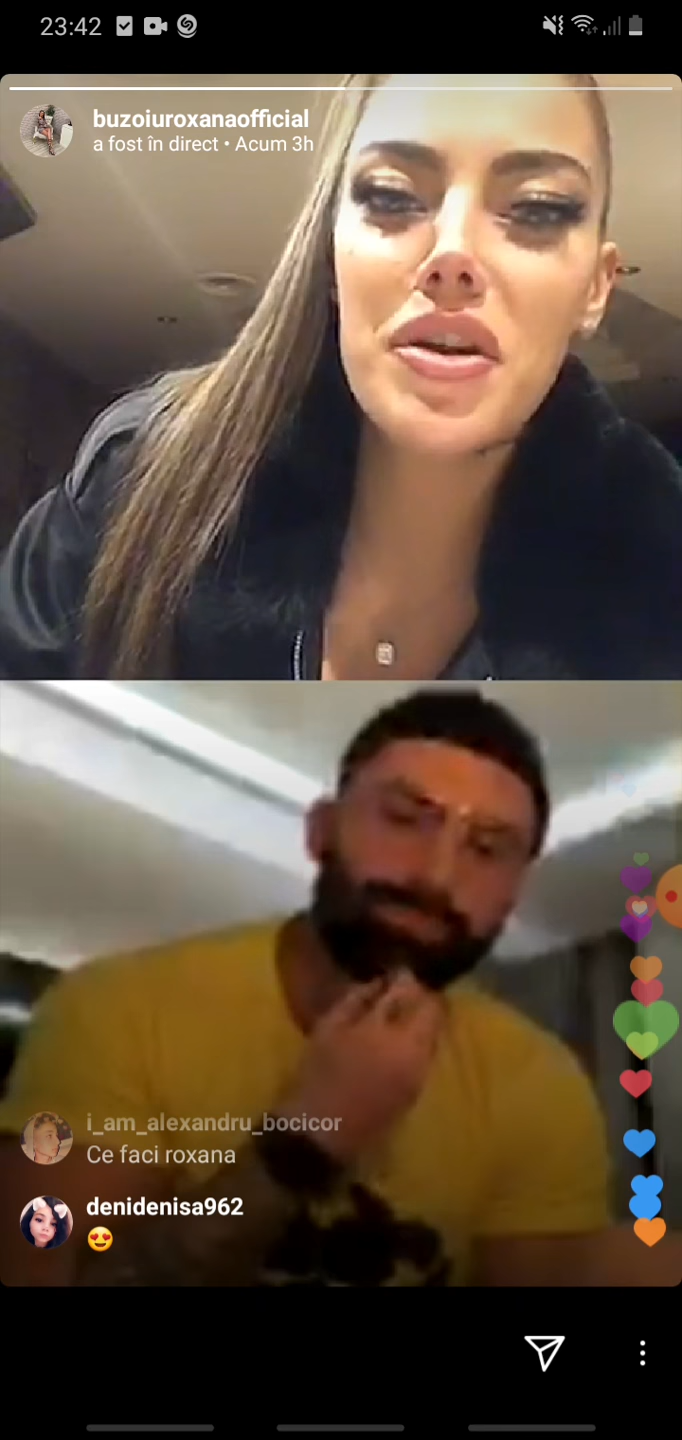 23:42
buzoiuroxanaofficial
a fost în direct • Acum 3h
i_am_alexandru_bocicor
Ce faci roxana
denidenisa962
😍